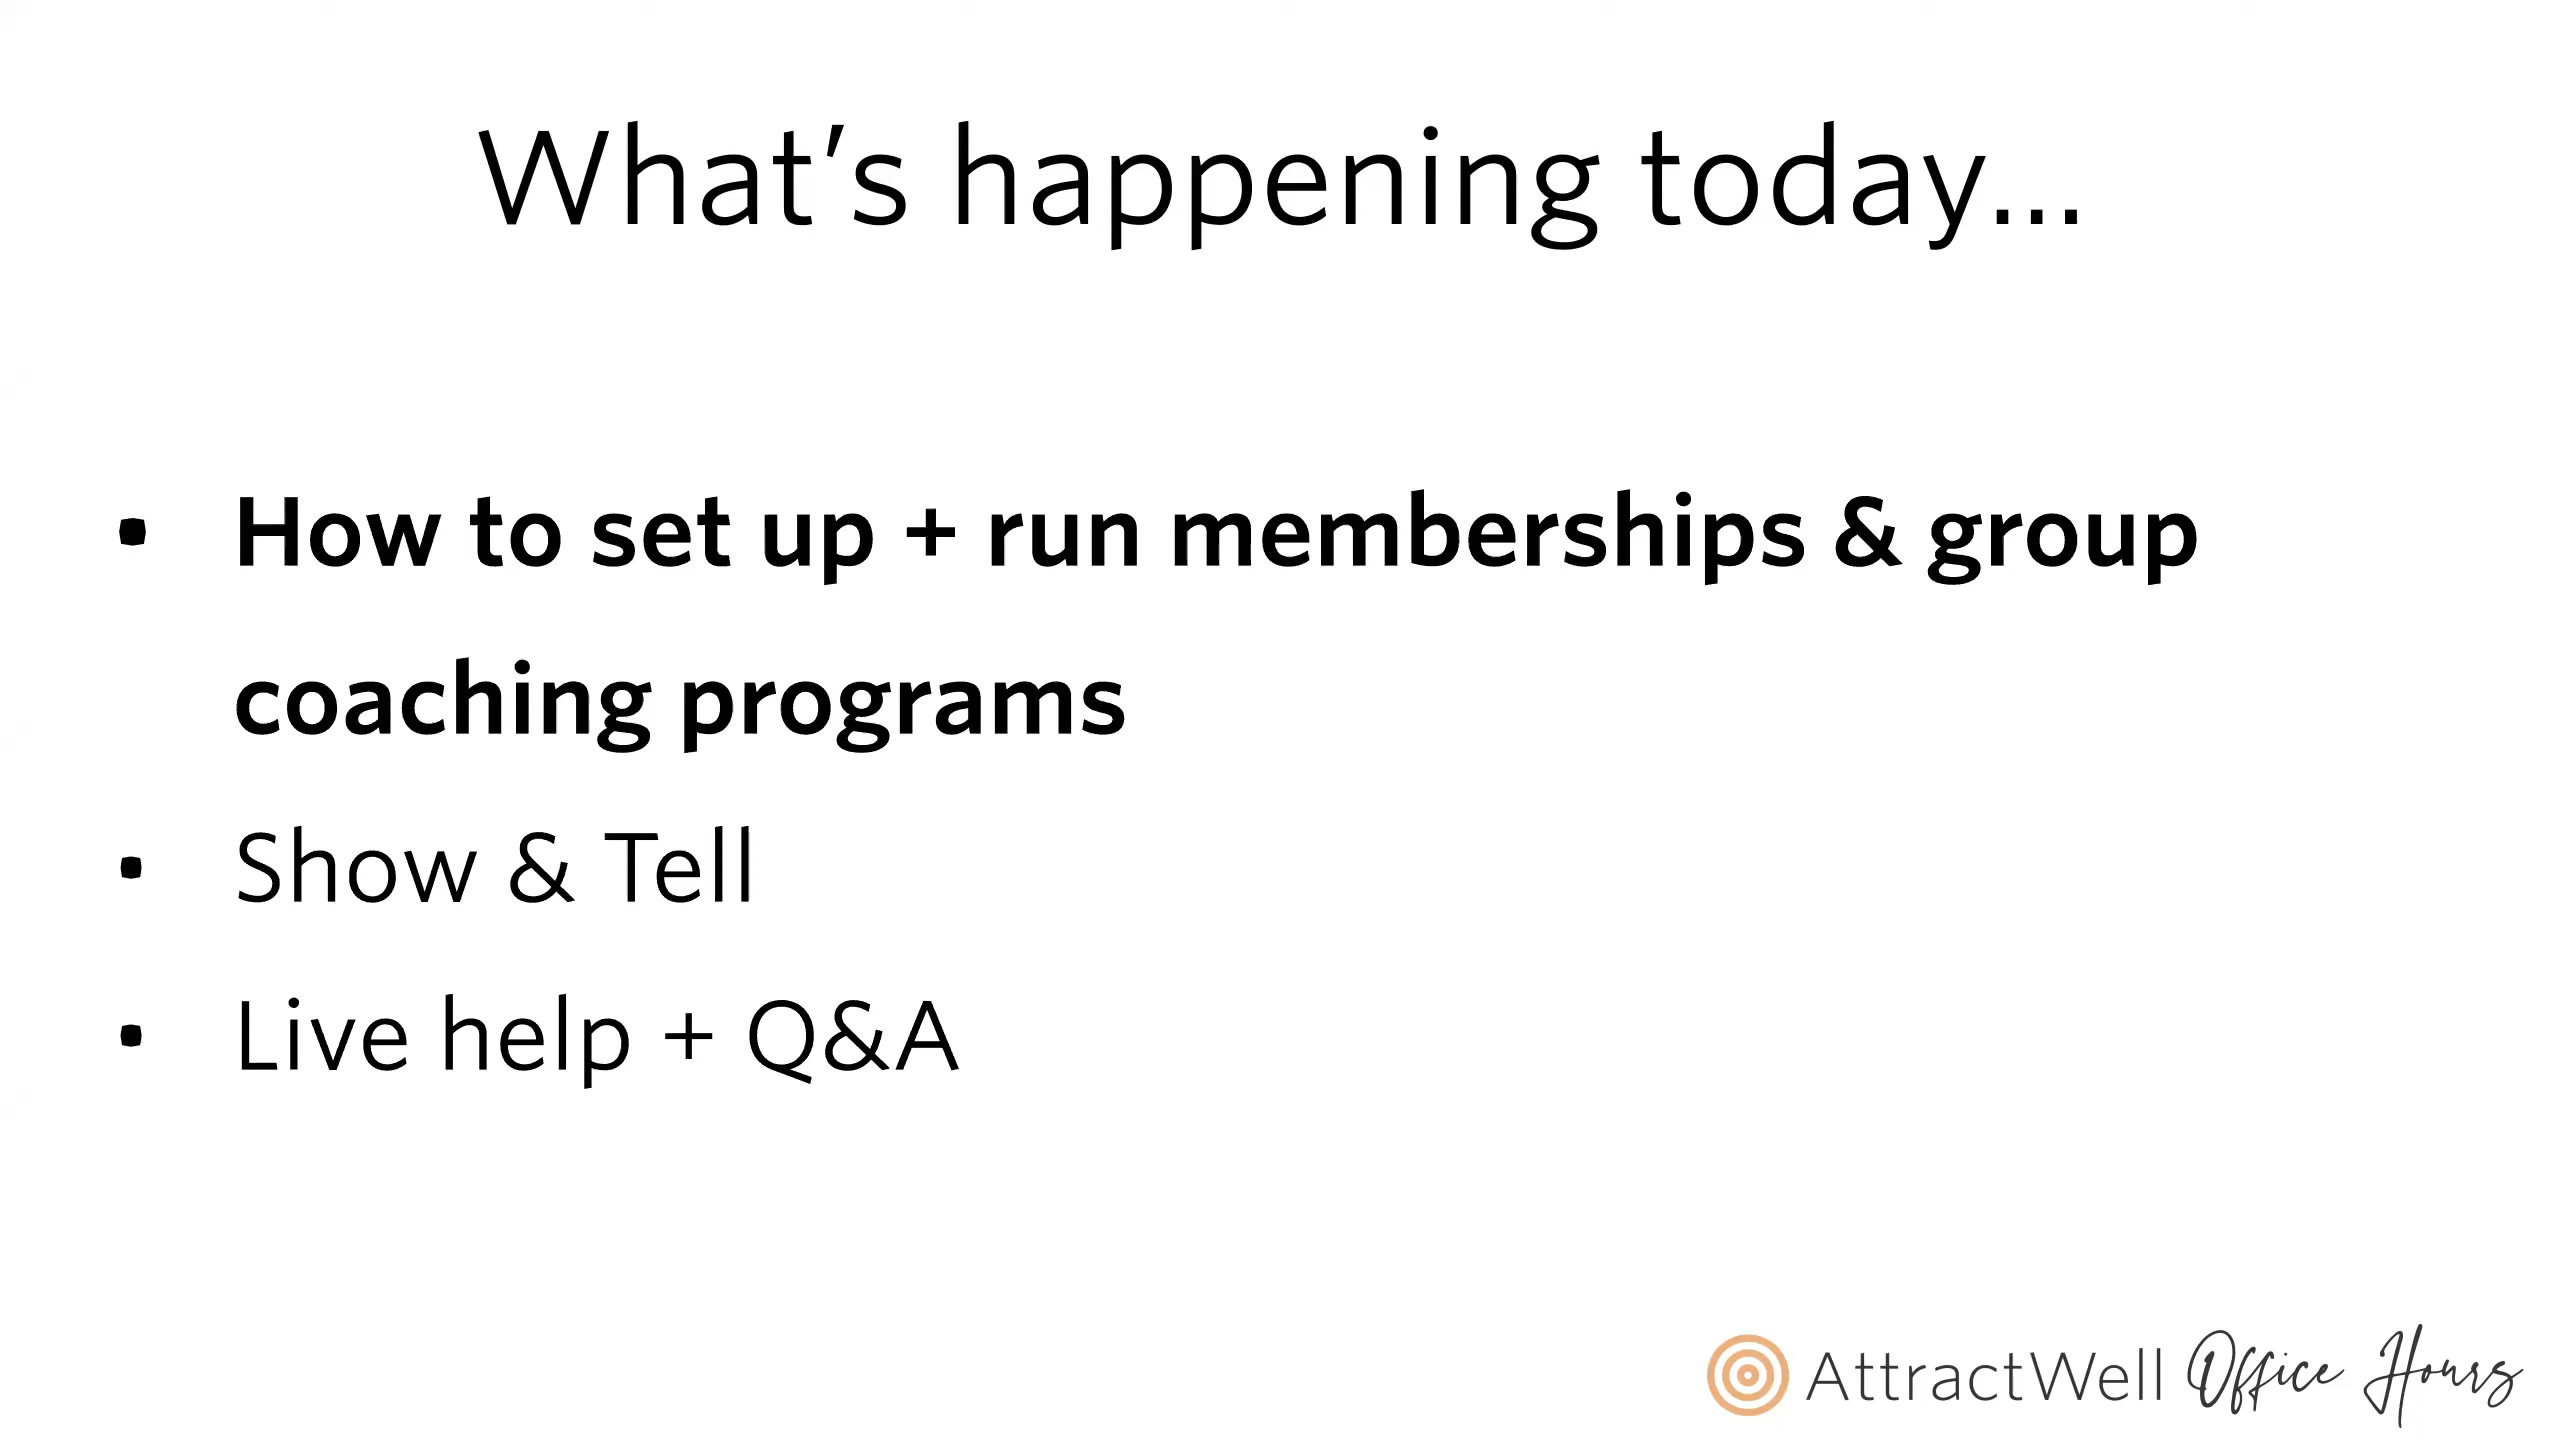 What's happening today...
• How to set up + run memberships & group
coaching programs
• Show & Tell
• Live help + Q&A
AttractWell Office Hours